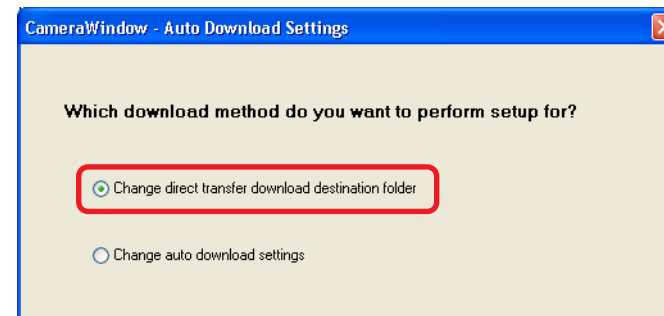 CameraWindow - Auto Download Settings
Which download method do you want to perform setup for?
Change direct transfer download destination folder
Change auto download settings